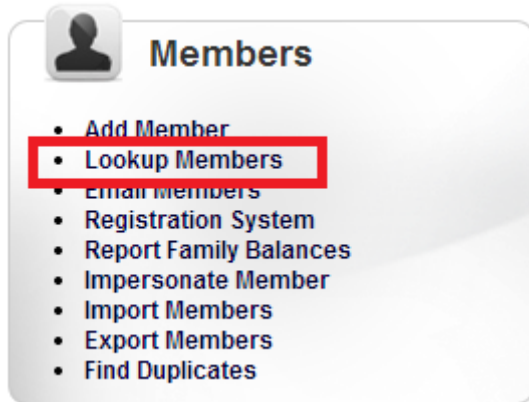 Members
Add Member
Lookup Members
Email Members
Registration System
Report Family Balances
Impersonate Member
Import Members
Export Members
Find Duplicates